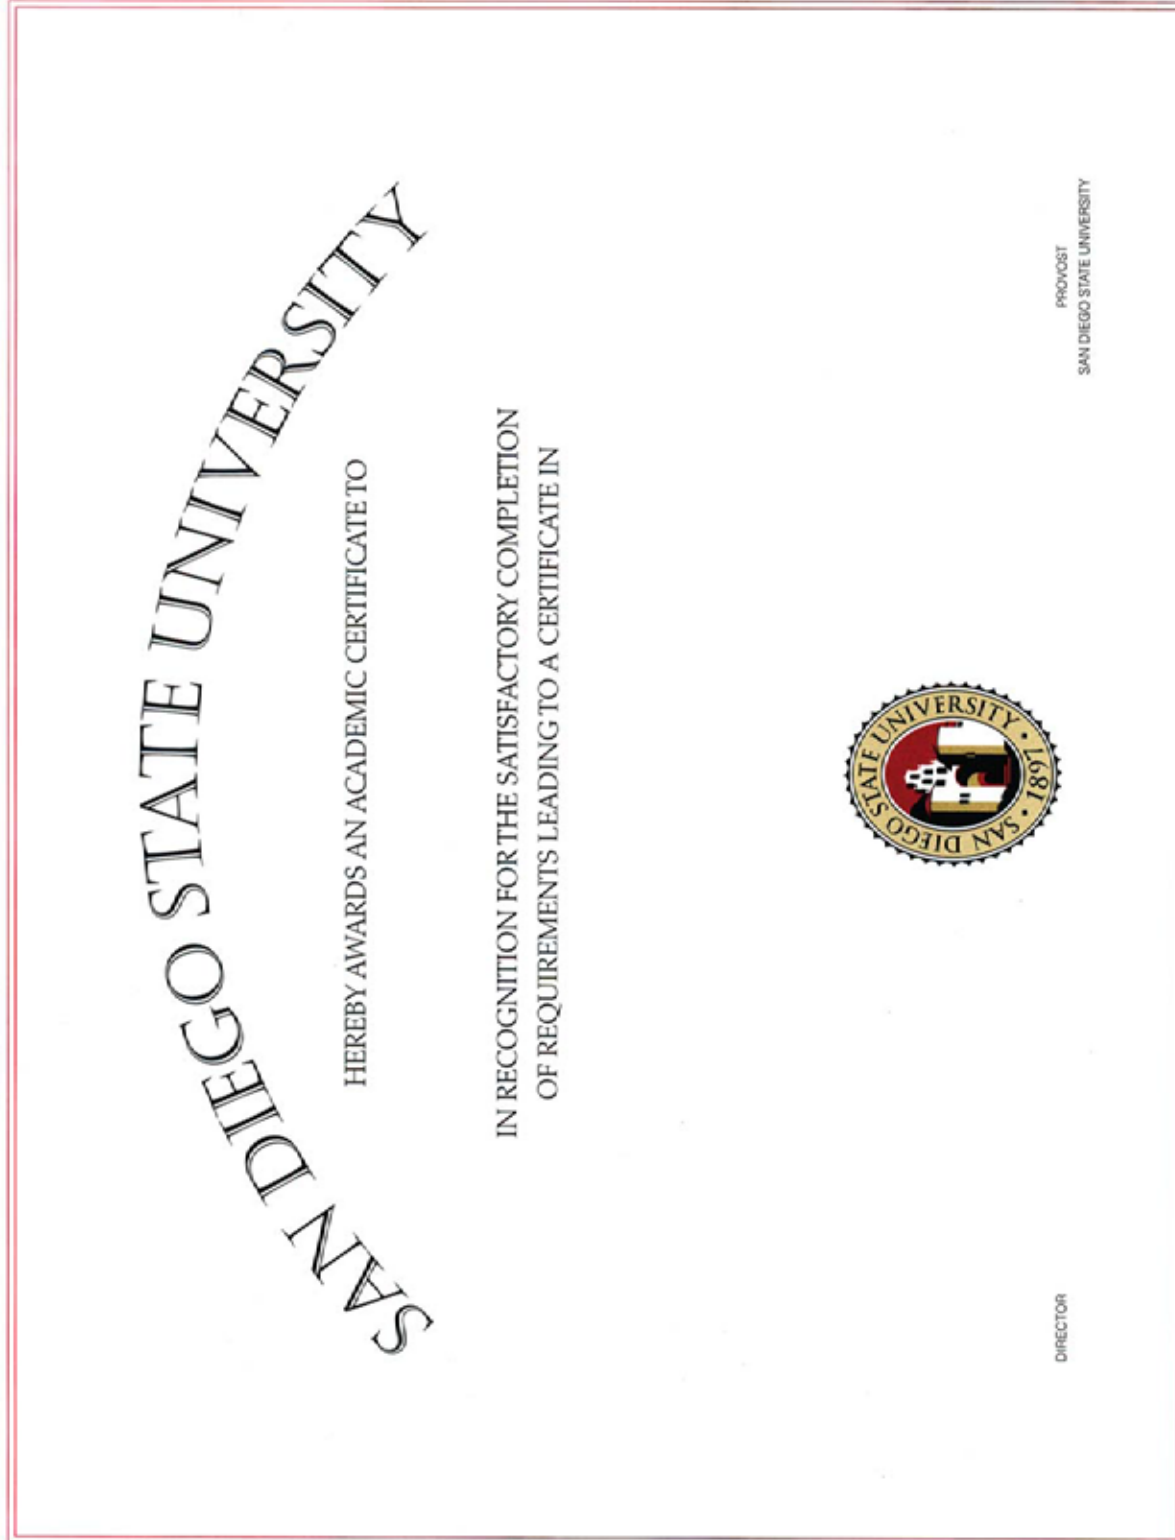 SAN DIEGO STATE UNIVERSITY
HEREBY AWARDS AN ACADEMIC CERTIFICATE TO
IN RECOGNITION FOR THE SATISFACTORY COMPLETION
OF REQUIREMENTS LEADING TO A CERTIFICATE IN
SAN DIEGO STATE UNIVERSITY • 1897 •
DIRECTOR
PROVOST
SAN DIEGO STATE UNIVERSITY